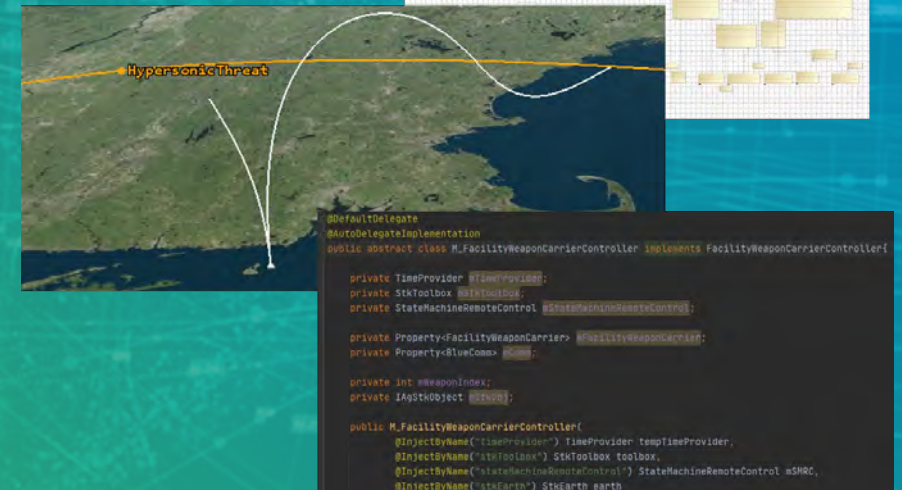 HypersonicThreat
@DefaultDelegate
@AutoDelegateImplementation
public abstract class M_FacilityWeaponCarrierController implements FacilityWeaponCarrierController{
private TimeProvider mTimeProvider;
private StkToolbox mStkToolbox;
private StateMachineRemoteControl mStateMachineRemoteControl;
private Property<FacilityWeaponCarrier> mFacilityWeaponCarrier;
private Property<BlueComm> mComm;
private int mWeaponIndex;
private IAgStkObject mStkObj;
public M_FacilityWeaponCarrierController(
@InjectByName("timeProvider") TimeProvider tempTimeProvider,
@InjectByName("stkToolbox") StkToolbox toolbox,
@InjectByName("stateMachineRemoteControl") StateMachineRemoteControl mSMRC,
@InjectByName("stkEarth") StkEarth earth